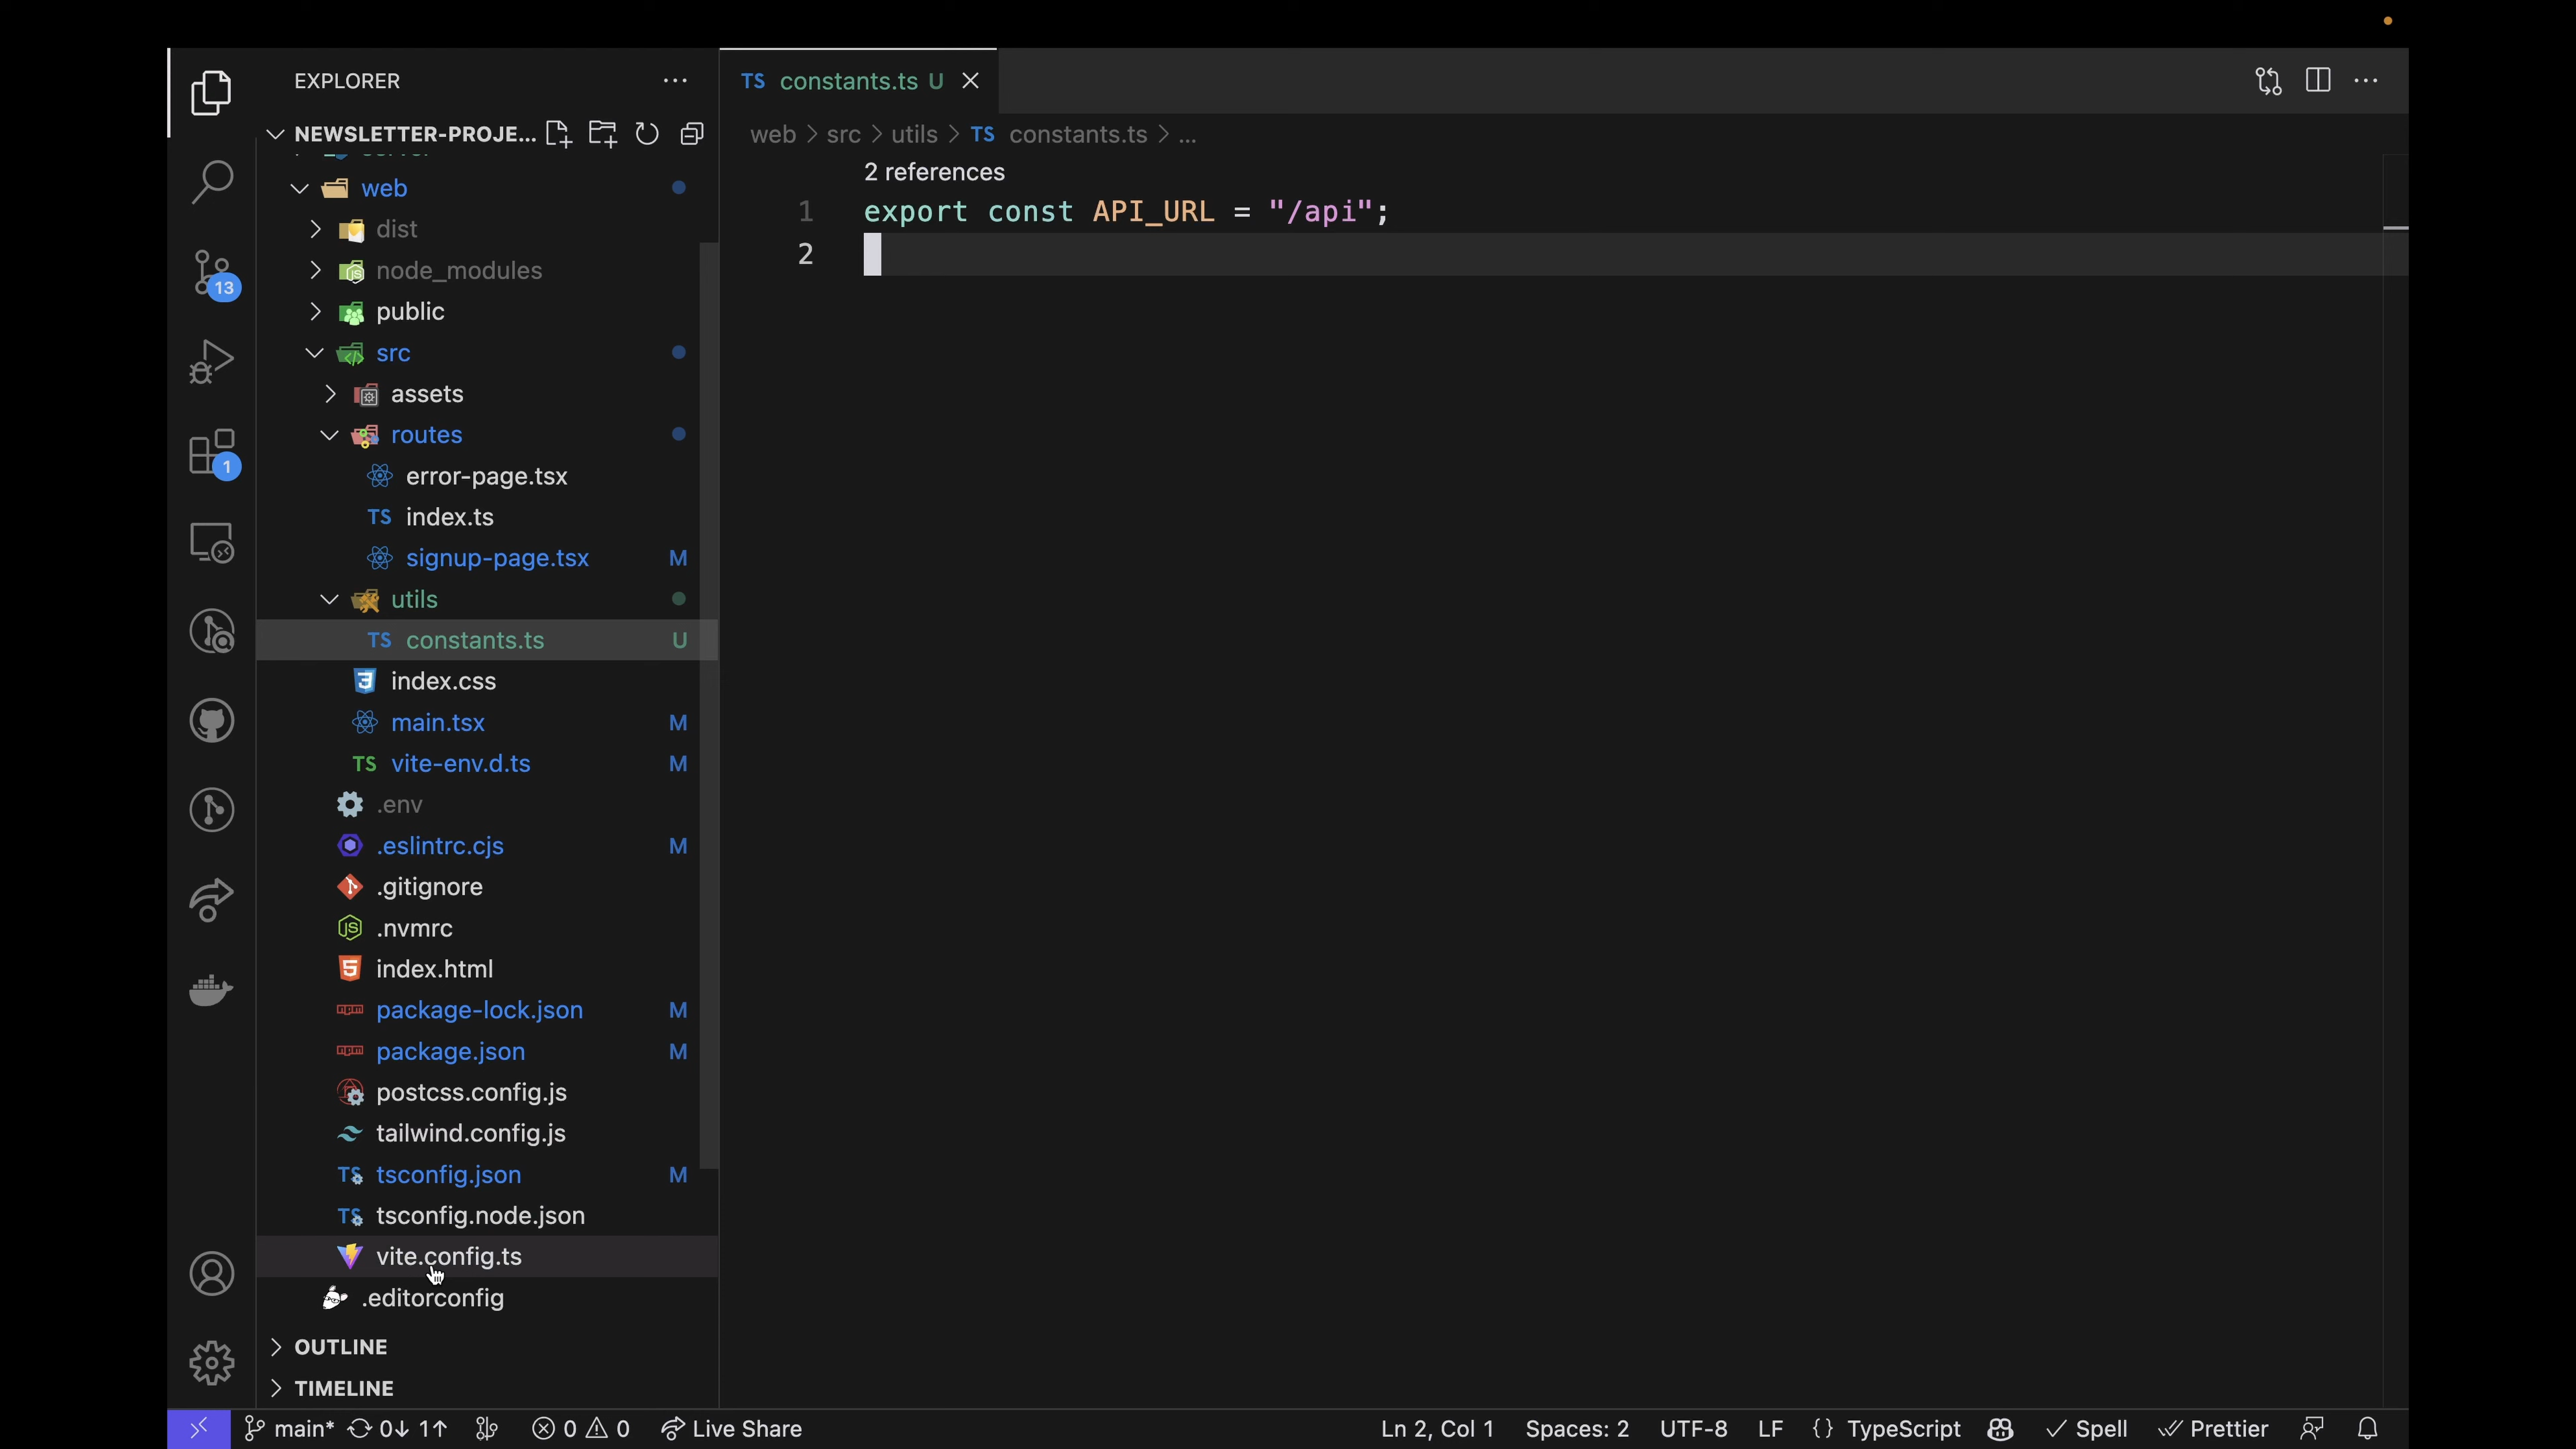 EXPLORER
NEWSLETTER-PROJE...
web
dist
node_modules
public
src
assets
routes
error-page.tsx
TS index.ts
signup-page.tsx M
utils
TS constants.ts U
index.css
main.tsx M
TS vite-env.d.ts M
.env
.eslintrc.cjs M
.gitignore
.nvmrc
index.html
package-lock.json M
package.json M
postcss.config.js
tailwind.config.js
TS tsconfig.json M
TS tsconfig.node.json
vite.config.ts
.editorconfig
OUTLINE
TIMELINE
13
1
TS constants.ts U
web > src > utils > TS constants.ts > ...
2 references
1 export const API_URL = "/api";
2
main* 0↓ 1↑ 0 0 Live Share
Ln 2, Col 1 Spaces: 2 UTF-8 LF {} TypeScript Spell Prettier